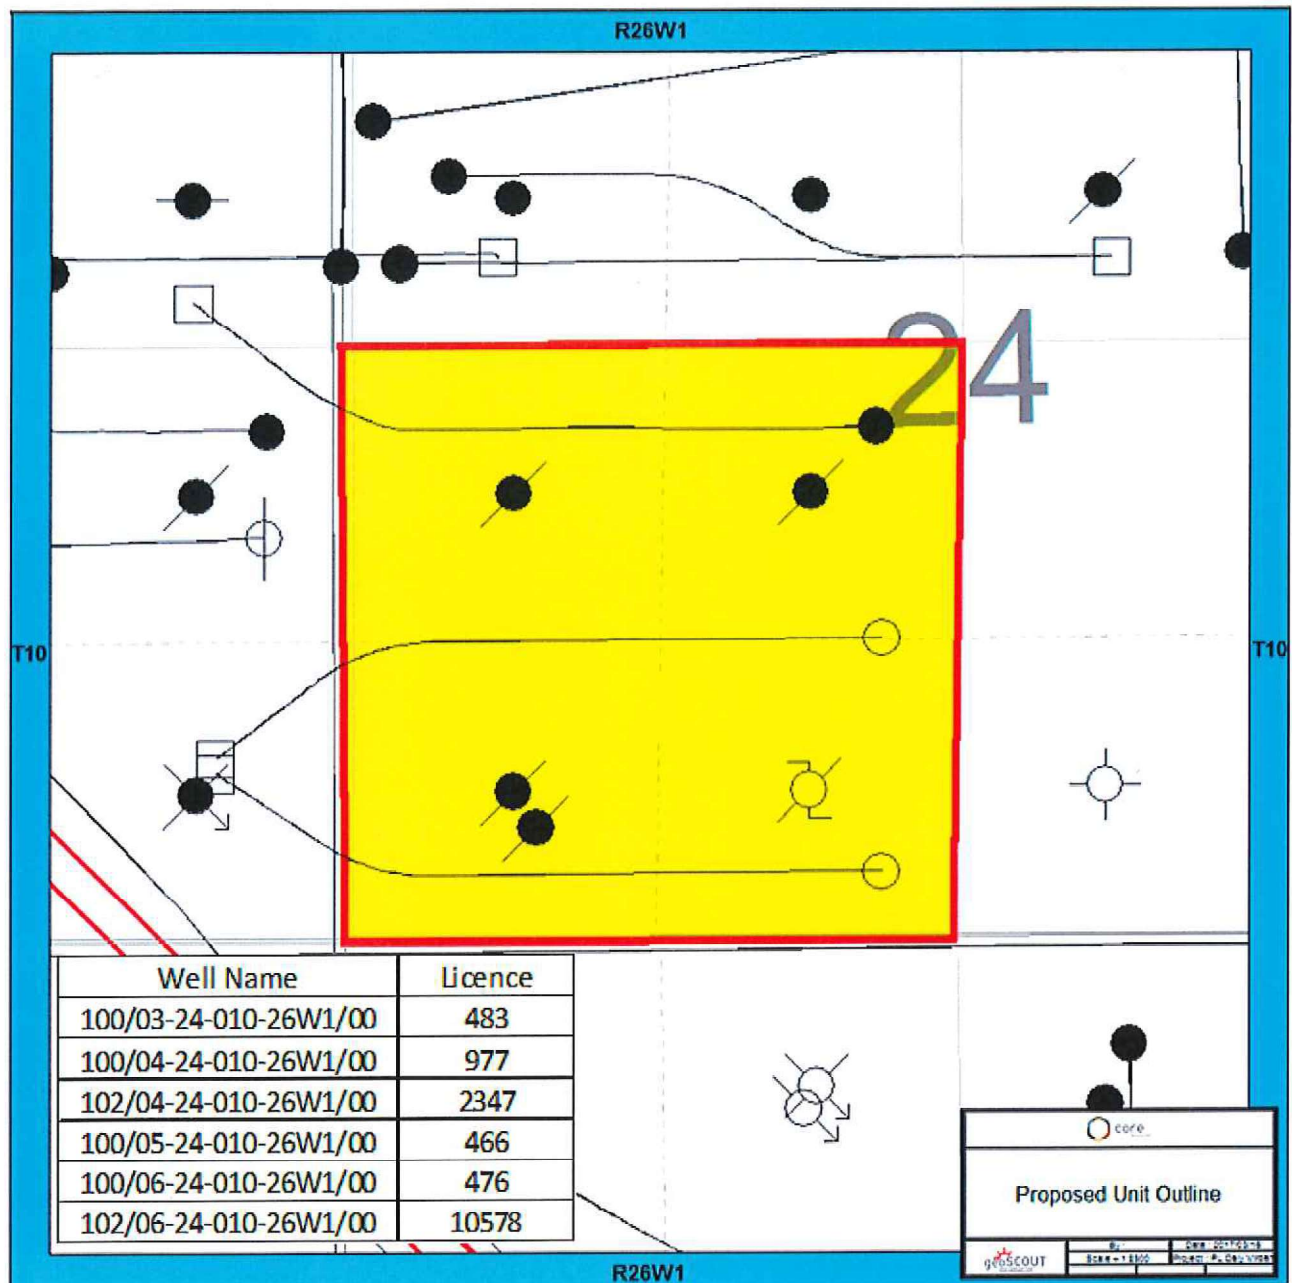 R26W1
24
T10
T10
Well Name Licence
100/03-24-010-26W1/00 483
100/04-24-010-26W1/00 977
102/04-24-010-26W1/00 2347
100/05-24-010-26W1/00 466
100/06-24-010-26W1/00 476
102/06-24-010-26W1/00 10578
core
Proposed Unit Outline
geoSCOUT
By:
R26W1